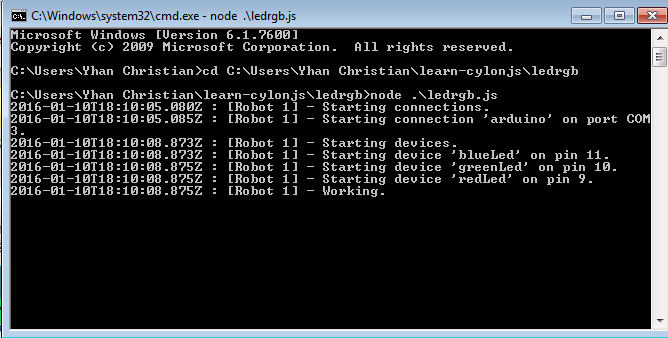 C:\Windows\system32\cmd.exe - node .\ledrgb.js
Microsoft Windows [Version 6.1.7600]
Copyright (c) 2009 Microsoft Corporation.  All rights reserved.
C:\Users\Yhan Christian>cd C:\Users\Yhan Christian\learn-cylonjs\ledrgb
C:\Users\Yhan Christian\learn-cylonjs\ledrgb>node .\ledrgb.js
2016-01-10T18:10:05.080Z : [Robot 1] - Starting connections.
2016-01-10T18:10:05.085Z : [Robot 1] - Starting connection 'arduino' on port COM
3.
2016-01-10T18:10:08.873Z : [Robot 1] - Starting devices.
2016-01-10T18:10:08.873Z : [Robot 1] - Starting device 'blueLed' on pin 11.
2016-01-10T18:10:08.875Z : [Robot 1] - Starting device 'greenLed' on pin 10.
2016-01-10T18:10:08.875Z : [Robot 1] - Starting device 'redLed' on pin 9.
2016-01-10T18:10:08.875Z : [Robot 1] - Working.